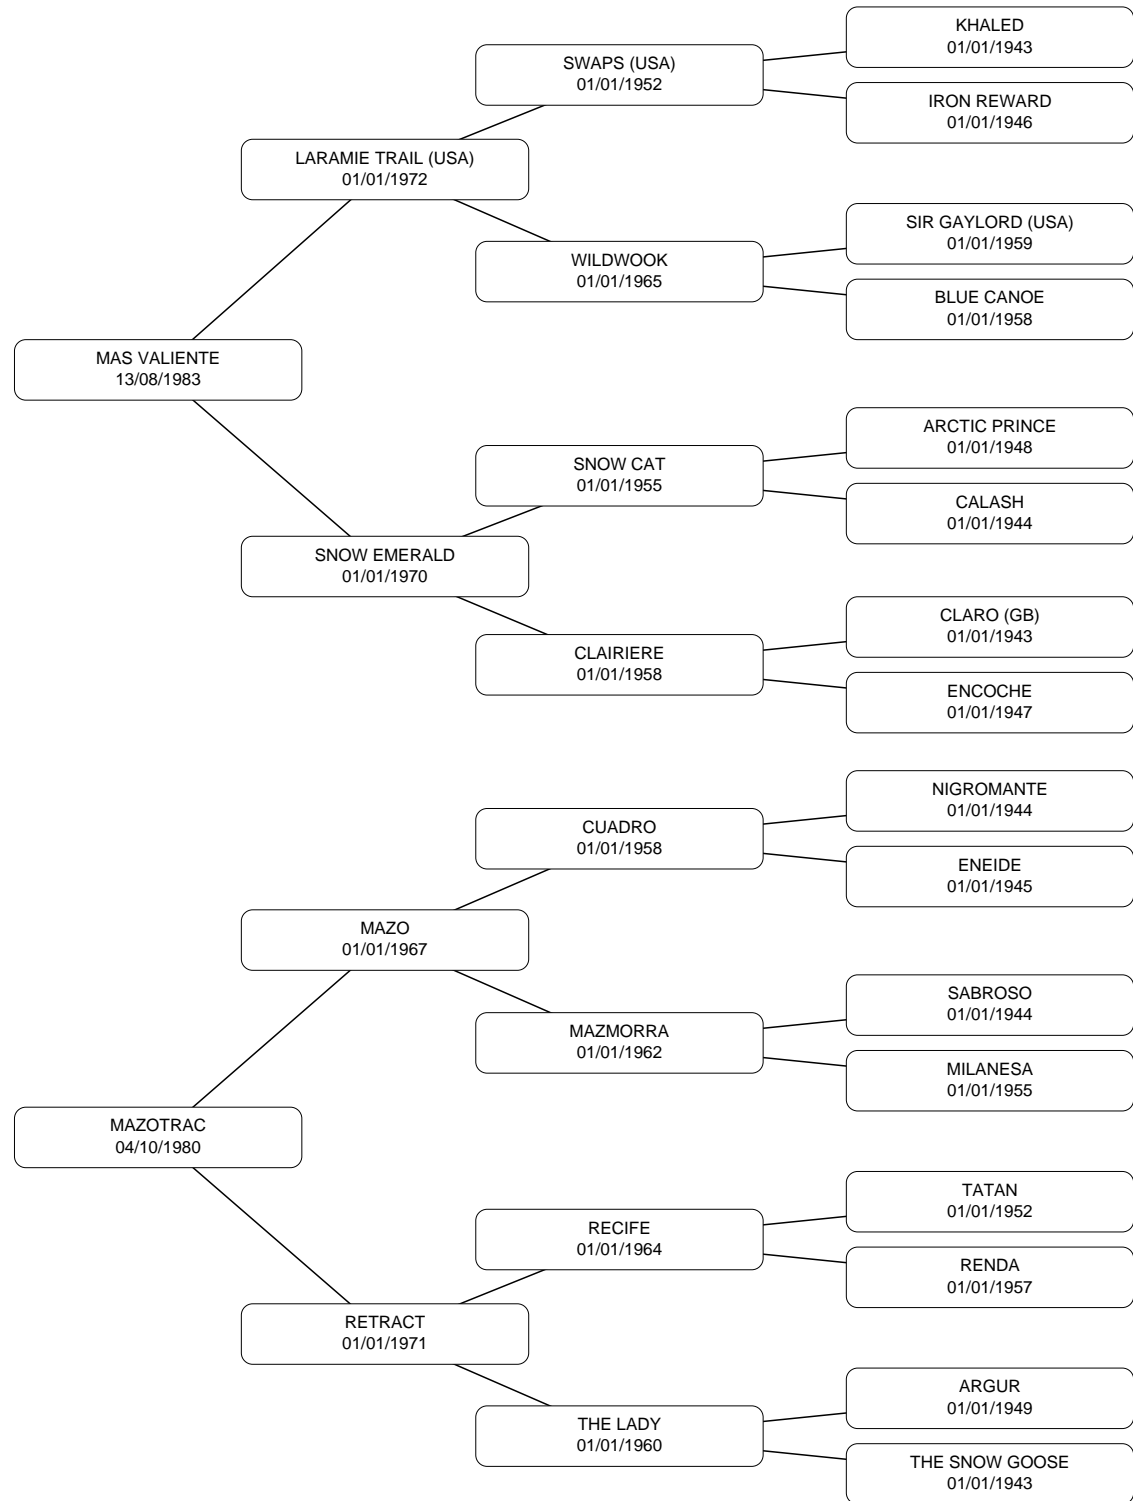 KHALED
01/01/1943
SWAPS (USA)
01/01/1952
IRON REWARD
01/01/1946
LARAMIE TRAIL (USA)
01/01/1972
SIR GAYLORD (USA)
01/01/1959
WILDWOOK
01/01/1965
BLUE CANOE
01/01/1958
MAS VALIENTE
13/08/1983
ARCTIC PRINCE
01/01/1948
SNOW CAT
01/01/1955
CALASH
01/01/1944
SNOW EMERALD
01/01/1970
CLARO (GB)
01/01/1943
CLAIRIERE
01/01/1958
ENCOCHE
01/01/1947
NIGROMANTE
01/01/1944
CUADRO
01/01/1958
ENEIDE
01/01/1945
MAZO
01/01/1967
SABROSO
01/01/1944
MAZMORRA
01/01/1962
MILANESA
01/01/1955
MAZOTRAC
04/10/1980
TATAN
01/01/1952
RECIFE
01/01/1964
RENDA
01/01/1957
RETRACT
01/01/1971
ARGUR
01/01/1949
THE LADY
01/01/1960
THE SNOW GOOSE
01/01/1943